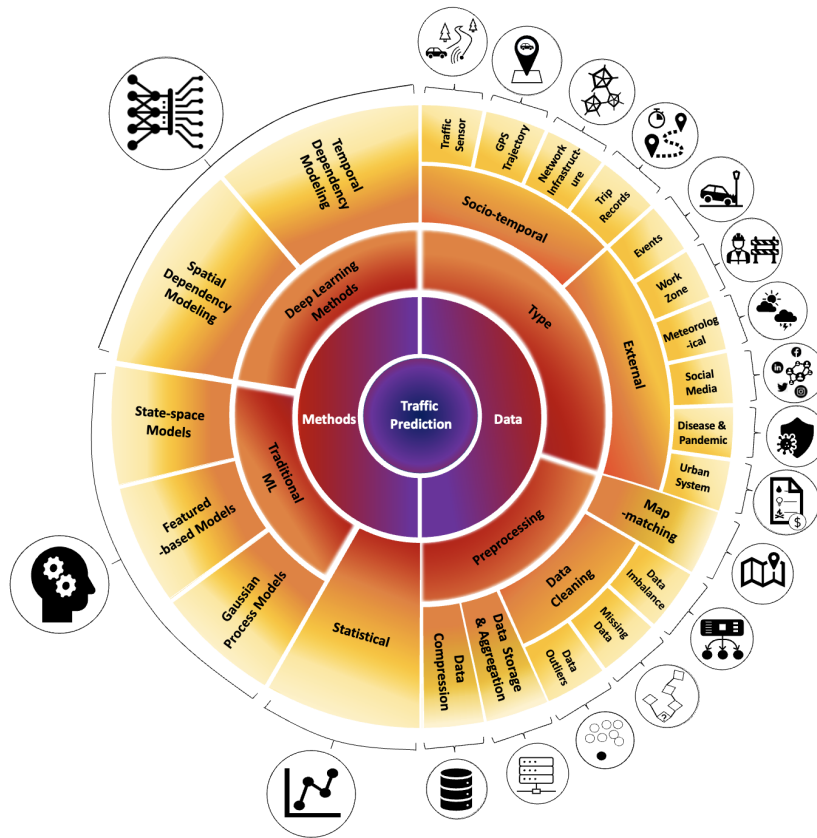 Traffic
Prediction
Methods
Data
Type
Socio-temporal
Traffic
Sensor
GPS
Trajectory
Network
Infrastruct-
ure
Trip
Records
External
Events
Work
Zone
Meteorolog
-ical
Social
Media
Disease &
Pandemic
Urban
System
Preprocessing
Map
-matching
Data
Cleaning
Data
Imbalance
Missing
Data
Data
Outliers
Data Storage
& Aggregation
Data
Compression
Statistical
Traditional
ML
Gaussian
Process Models
Featured
-based Models
State-space
Models
Deep Learning
Methods
Spatial
Dependency
Modeling
Temporal
Dependency
Modeling
$
?